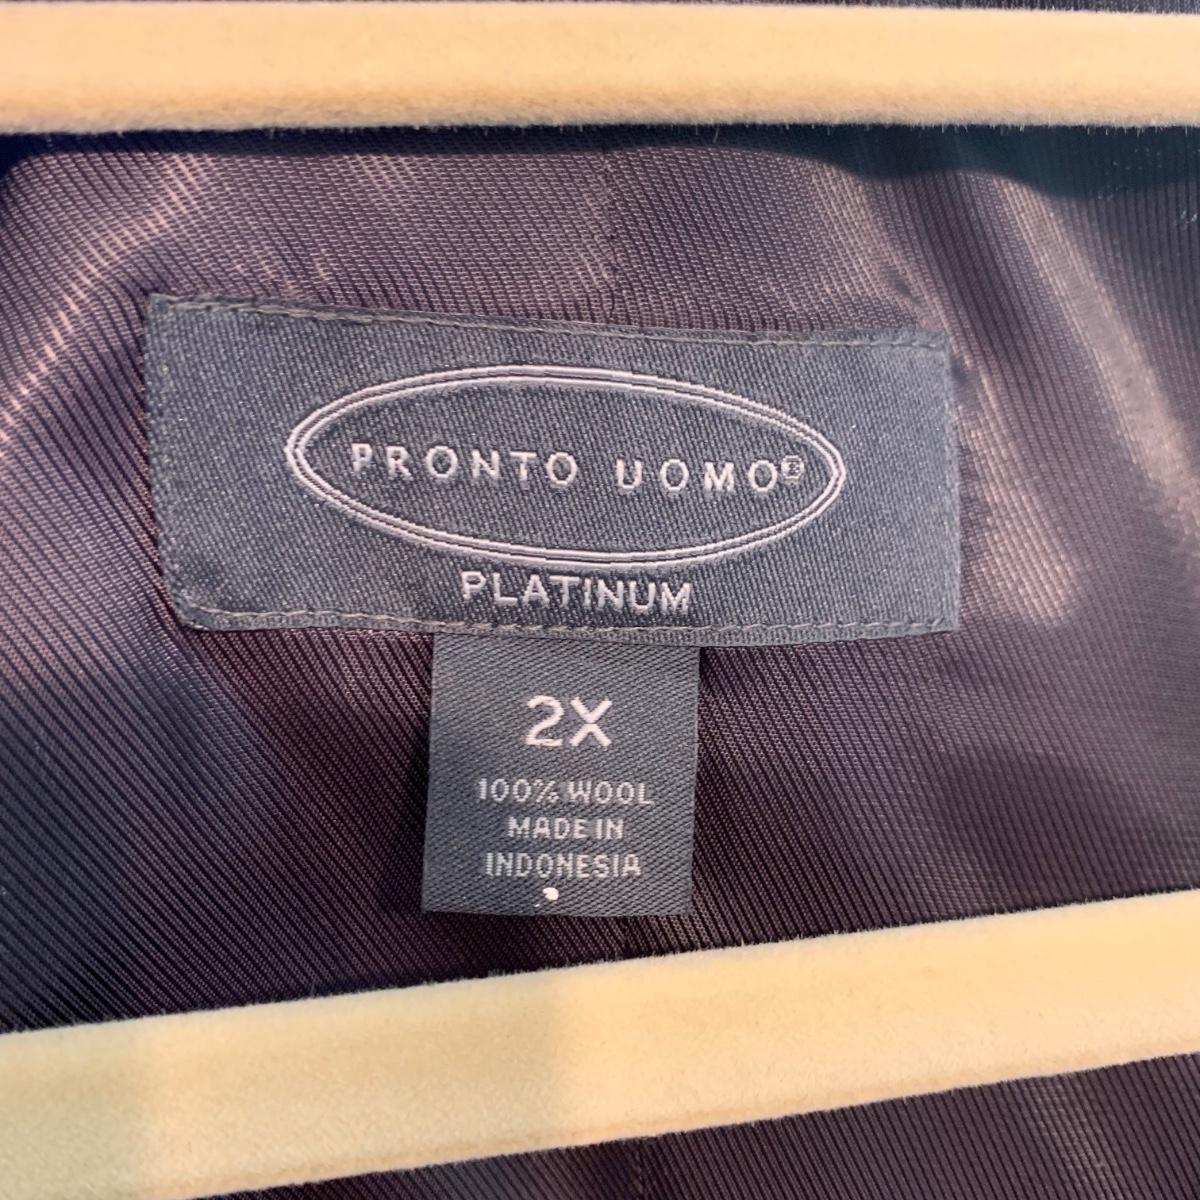 PRONTO UOMO®
PLATINUM
2X
100% WOOL
MADE IN
INDONESIA